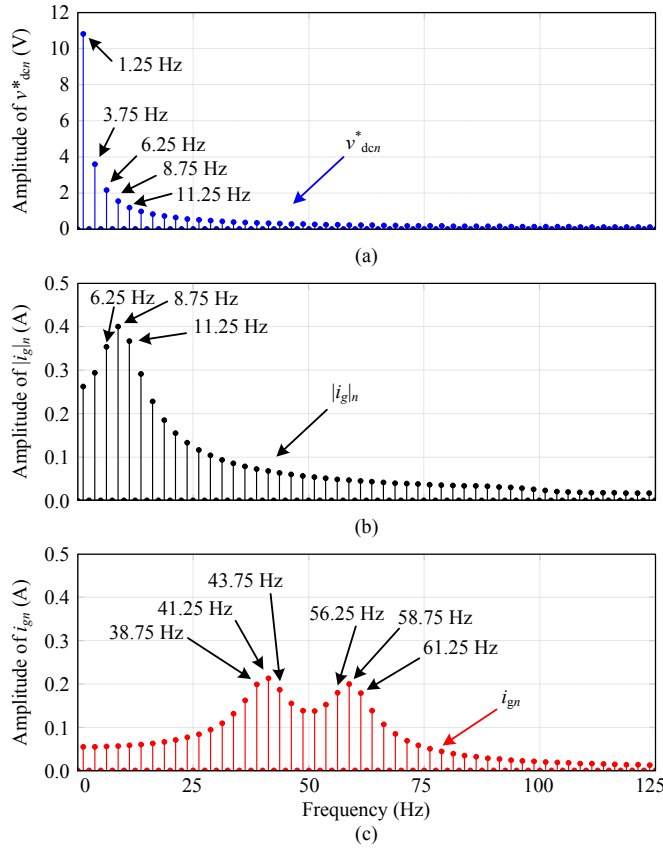 Amplitude of v*dcn (V)
12
10
8
6
4
2
0
1.25 Hz
3.75 Hz
6.25 Hz
8.75 Hz
11.25 Hz
v*dcn
(a)
Amplitude of |ig|n (A)
0.5
0.4
0.3
0.2
0.1
0.0
6.25 Hz
8.75 Hz
11.25 Hz
|ig|n
(b)
Amplitude of ign (A)
0.5
0.4
0.3
0.2
0.1
0.0
43.75 Hz
41.25 Hz
38.75 Hz
56.25 Hz
58.75 Hz
61.25 Hz
ign
0
50
75
100
125
Frequency (Hz)
(c)
25